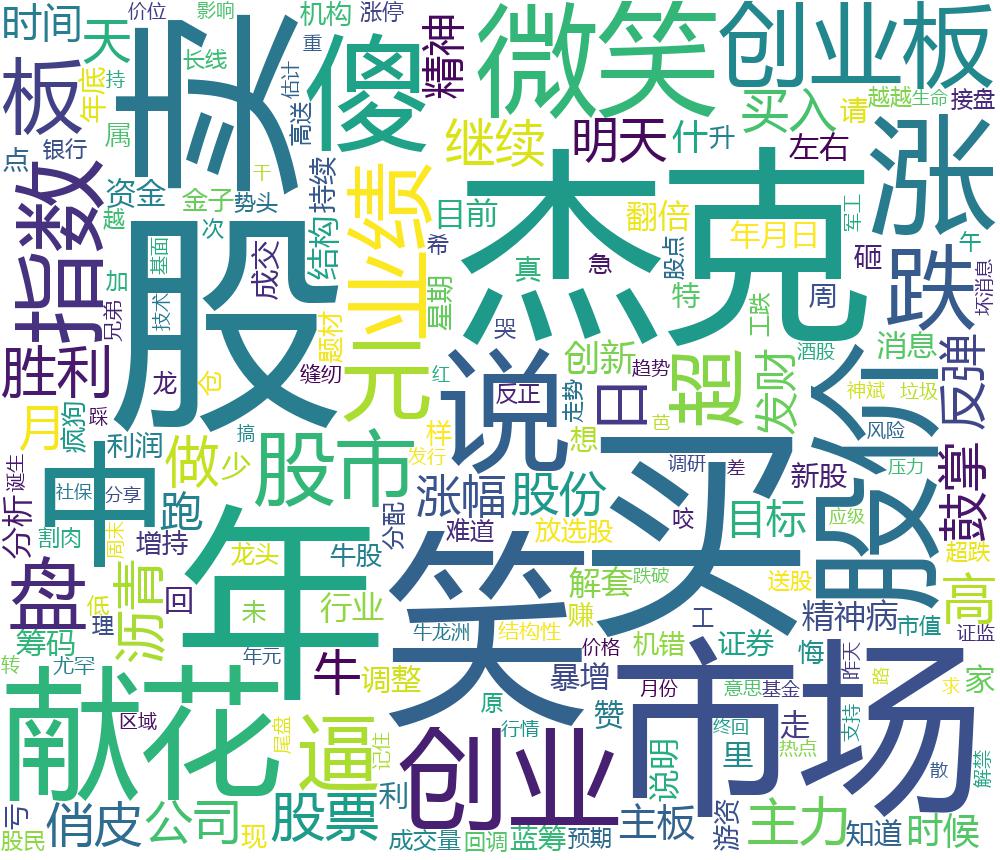 时间
天
价位
影响
机构
涨停
微笑
创业板
卖
傻
精神
重
长线
估计
板
年底
持
高送
买入
请
越越
生命
接盘
属
继续
明天
什
升
左右
涨
点
银行
资金
金子
干
势头
持续
业绩
目前
杰克
翻倍
年月日
军工
指数
越
次
基面
成交
结构
希
股点
砸
跌
午
股
真
急
加
技术
星期
特
周
坏消息
兄弟
题材
哭
工跌
酒股
消息
胜利
龙
仓
缝纫
元
红
说
反正
创新
走势
趋势
日
超
发财
股价
神斌
垃圾
反弹
月
疯狗
踩
利润
搞
做
少
股市
样
发行
想
芭
买
调研
差
风险
诞生
中
社保
分享
跑
涨幅
股份
咬
新股
压力
鼓掌
分析
割肉
周末
增持
年
分配
难道
放选股
目标
应级
超跌
盘
低
理
沥青
龙头
牛股
笑
解套
跌破
送股
高
回
未
行业
赚
工
精神病
市值
筹码
牛龙洲
结构性
价格
机错
证券
悔
昨天
证监
转
尤罕
年元
牛
调整
暴增
月份
意思
基金
路
求
家
献花
区域
逼
尾盘
记住
原
行情
赞
市场
终回
走
支持
创业
说明
里
热点
散
解禁
亏
俏皮
公司
现
股票
利
主板
游资
主力
知道
时候
股民
成交量
回调
蓝筹
预期